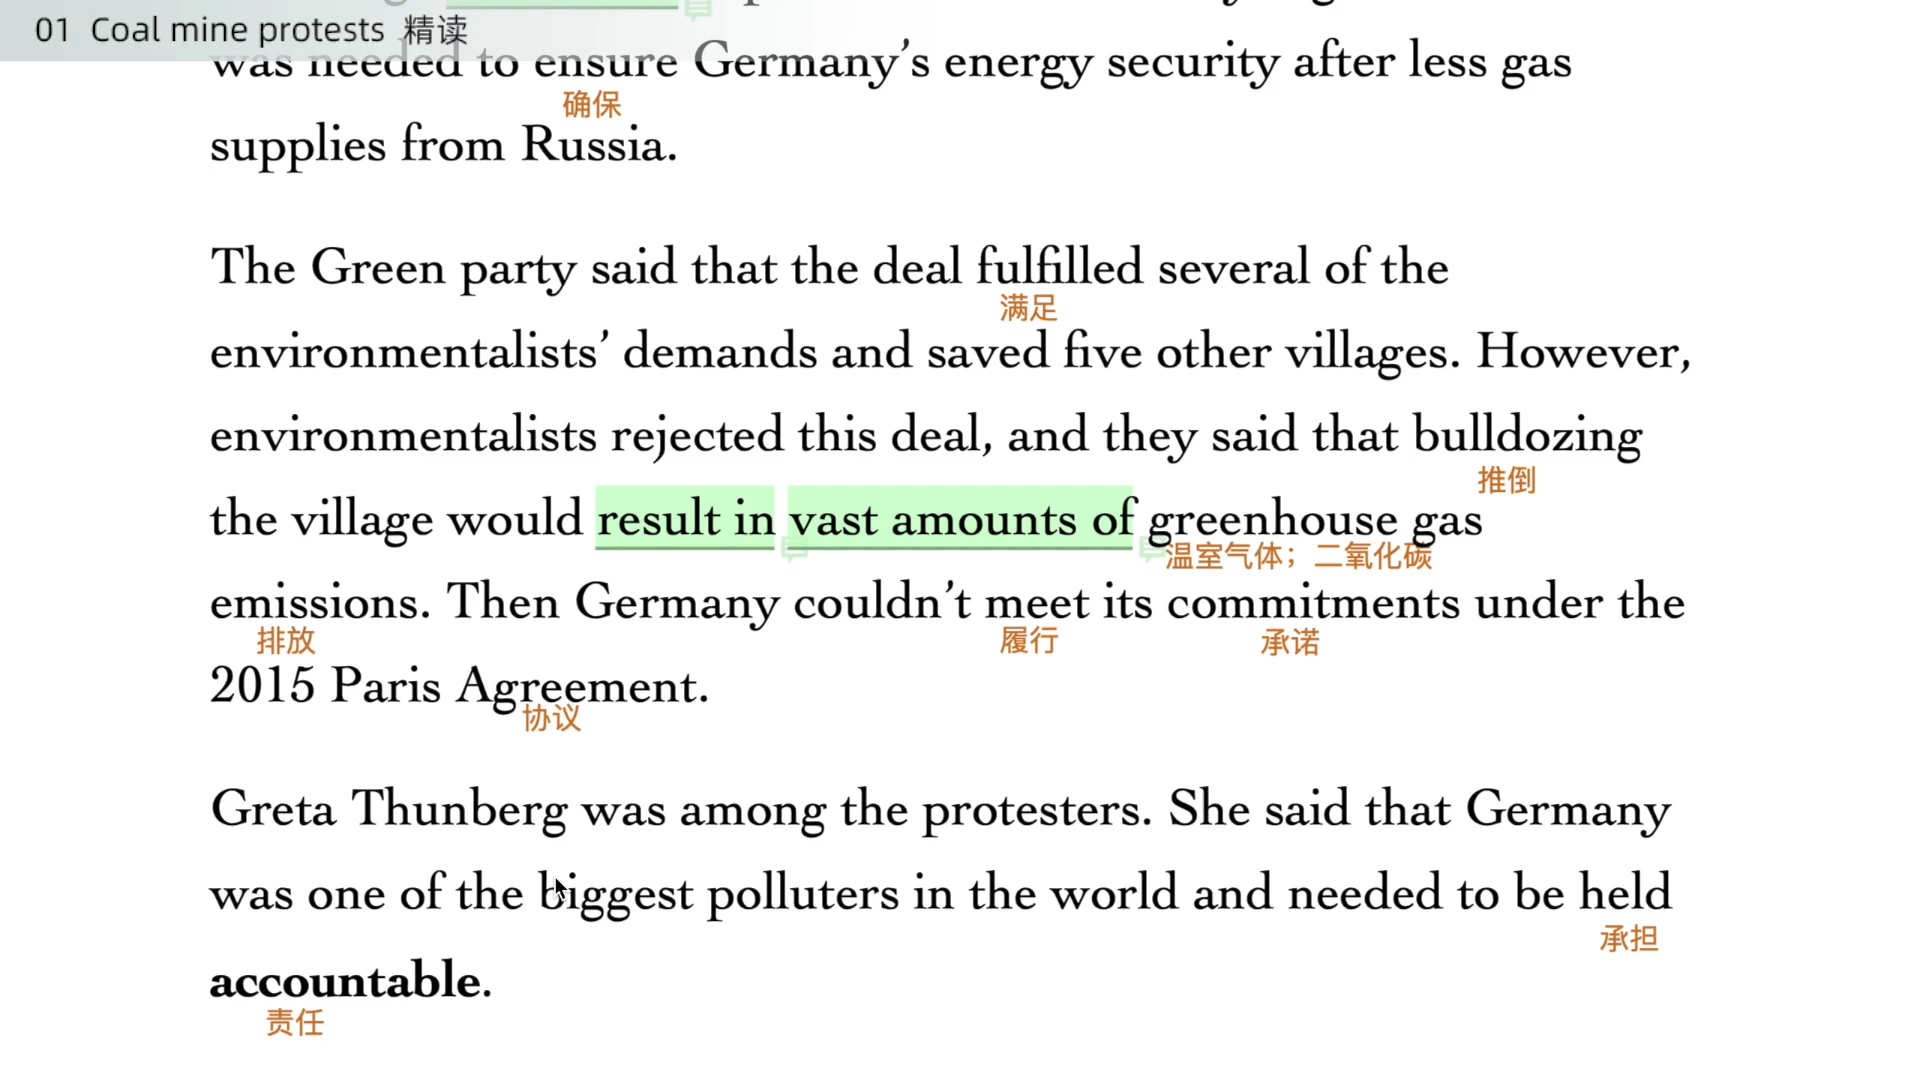 01 Coal mine protests 精读
was needed to ensure Germany’s energy security after less gas
确保
supplies from Russia.
The Green party said that the deal fulfilled several of the
满足
environmentalists’ demands and saved five other villages. However,
environmentalists rejected this deal, and they said that bulldozing
推倒
the village would result in vast amounts of greenhouse gas
温室气体；二氧化碳
emissions. Then Germany couldn’t meet its commitments under the
排放 履行 承诺
2015 Paris Agreement.
协议
Greta Thunberg was among the protesters. She said that Germany
was one of the biggest polluters in the world and needed to be held
承担
accountable.
责任